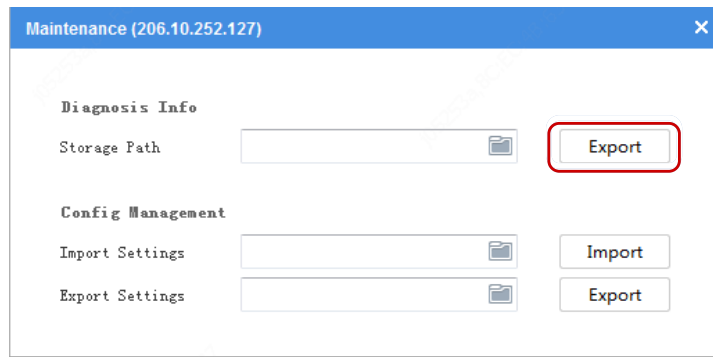 Maintenance (206.10.252.127)
Diagnosis Info
Storage Path Export
Config Management
Import Settings Import
Export Settings Export